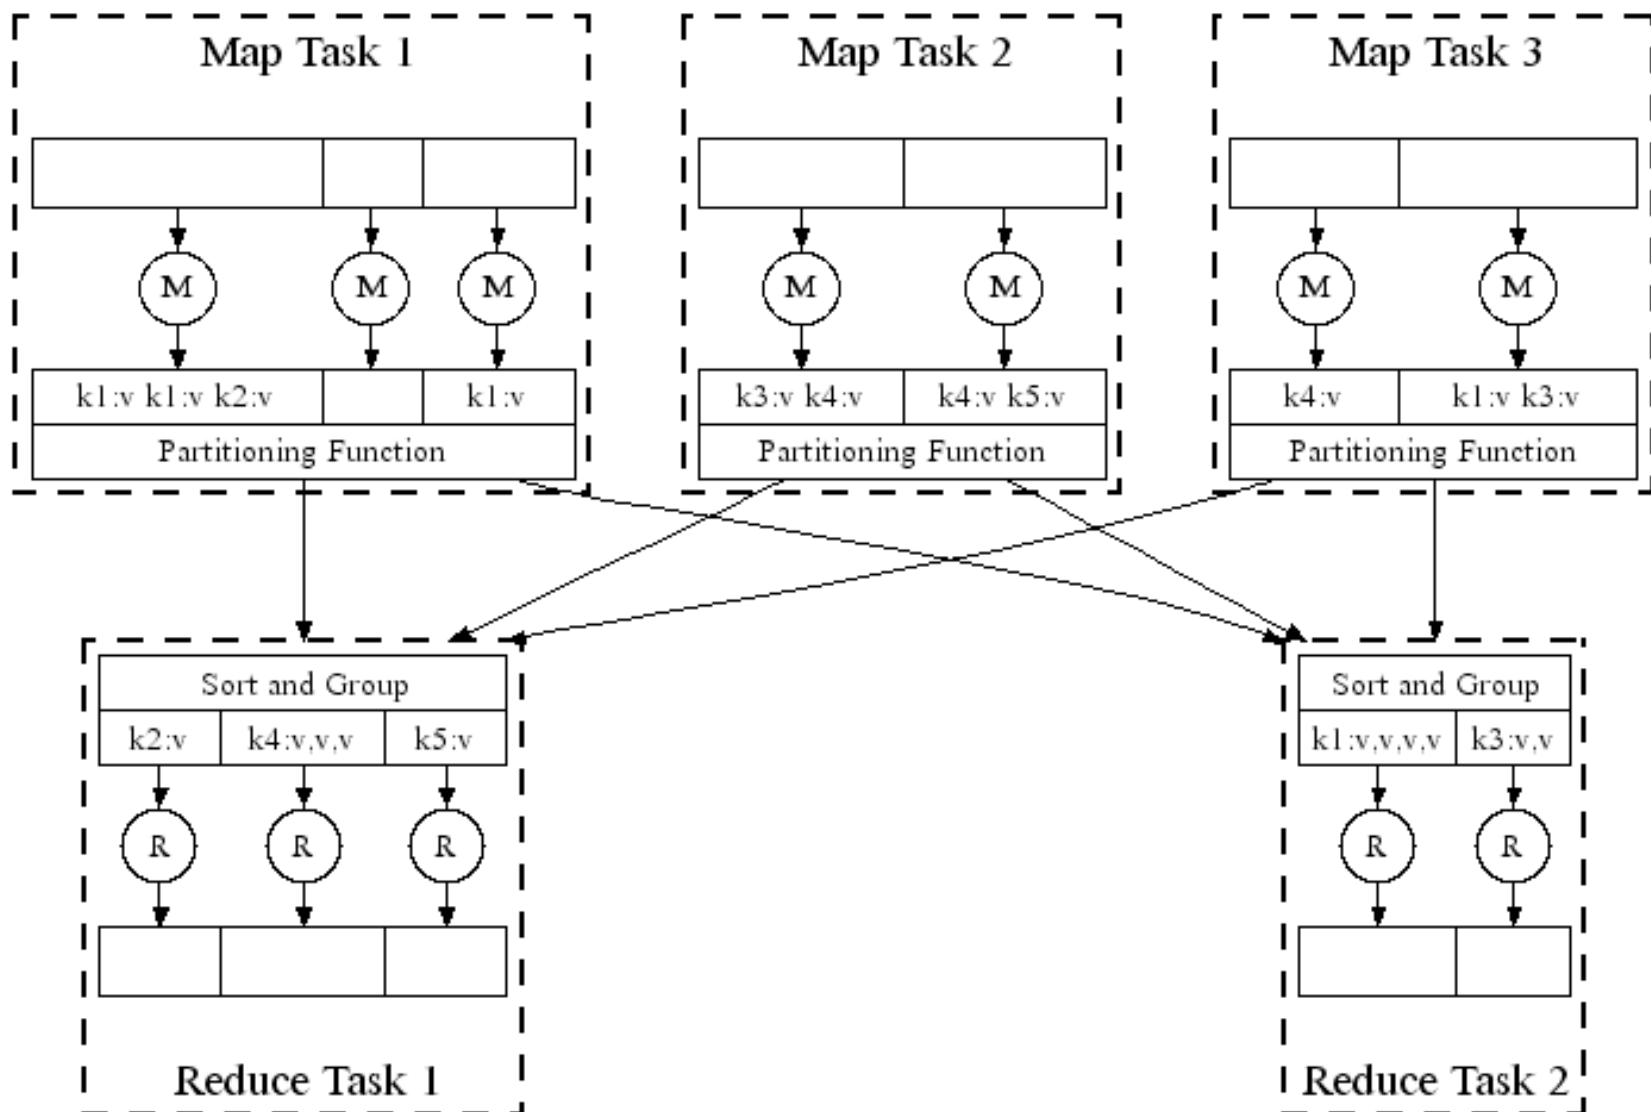 Map Task 1
Map Task 2
Map Task 3
M
M
M
M
M
M
M
k1:v k1:v k2:v
k1:v
k3:v k4:v
k4:v k5:v
k4:v
k1:v k3:v
Partitioning Function
Partitioning Function
Partitioning Function
Sort and Group
Sort and Group
k2:v
k4:v,v,v
k5:v
k1:v,v,v,v
k3:v,v
R
R
R
R
R
Reduce Task 1
Reduce Task 2